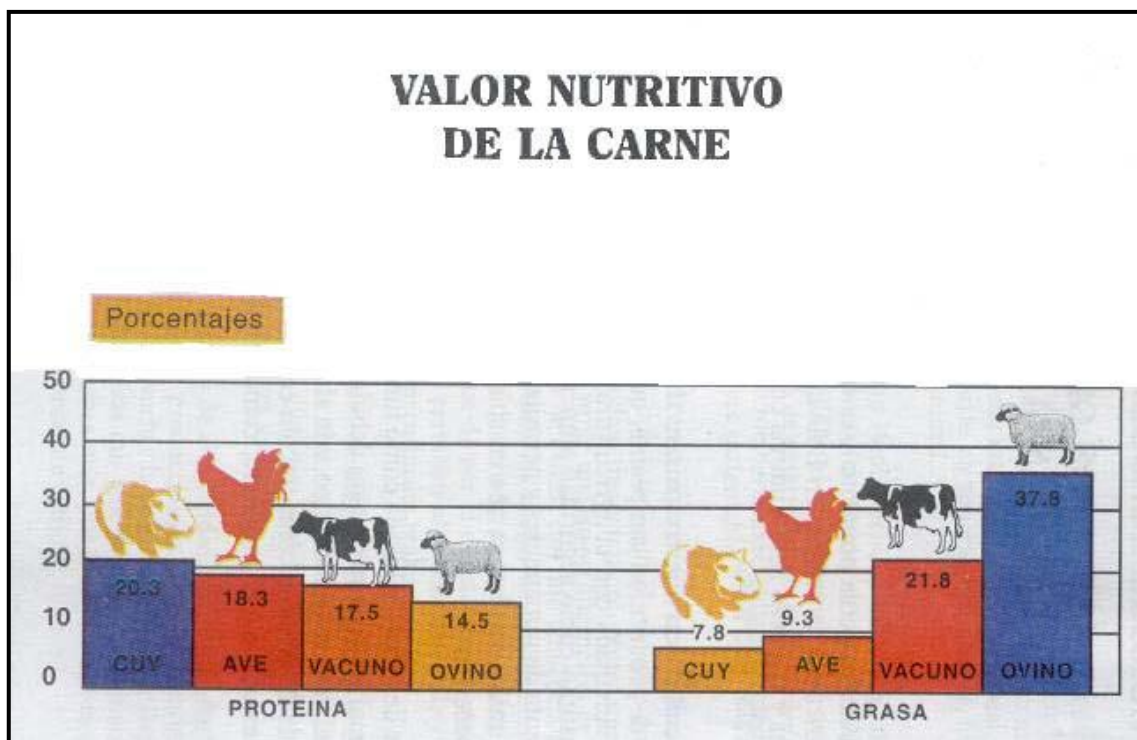 VALOR NUTRITIVO
DE LA CARNE
Porcentajes
50
40
30
20
10
0
20.3
18.3
17.5
14.5
CUY
AVE
VACUNO
OVINO
PROTEINA
7.8
9.3
21.8
37.8
CUY
AVE
VACUNO
OVINO
GRASA